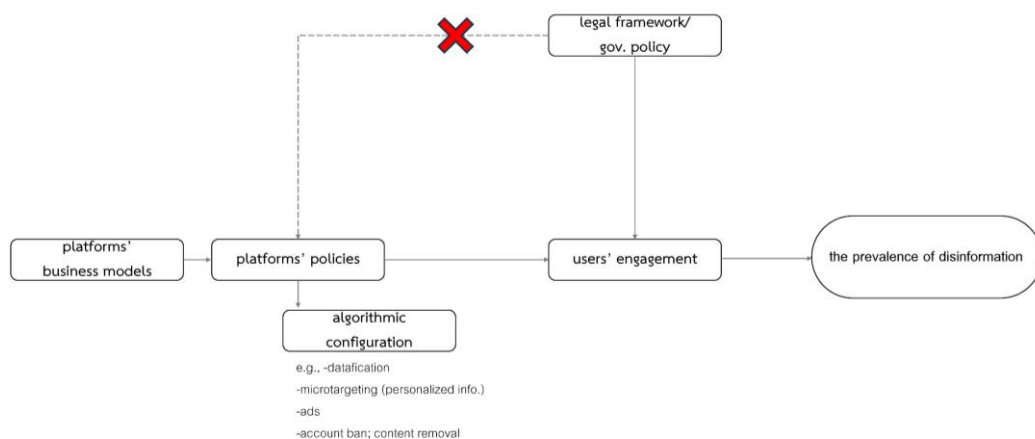 legal framework/
gov. policy
platforms'
business models
platforms' policies
users' engagement
the prevalence of disinformation
algorithmic
configuration
e.g., -datafication
-microtargeting (personalized info.)
-ads
-account ban; content removal